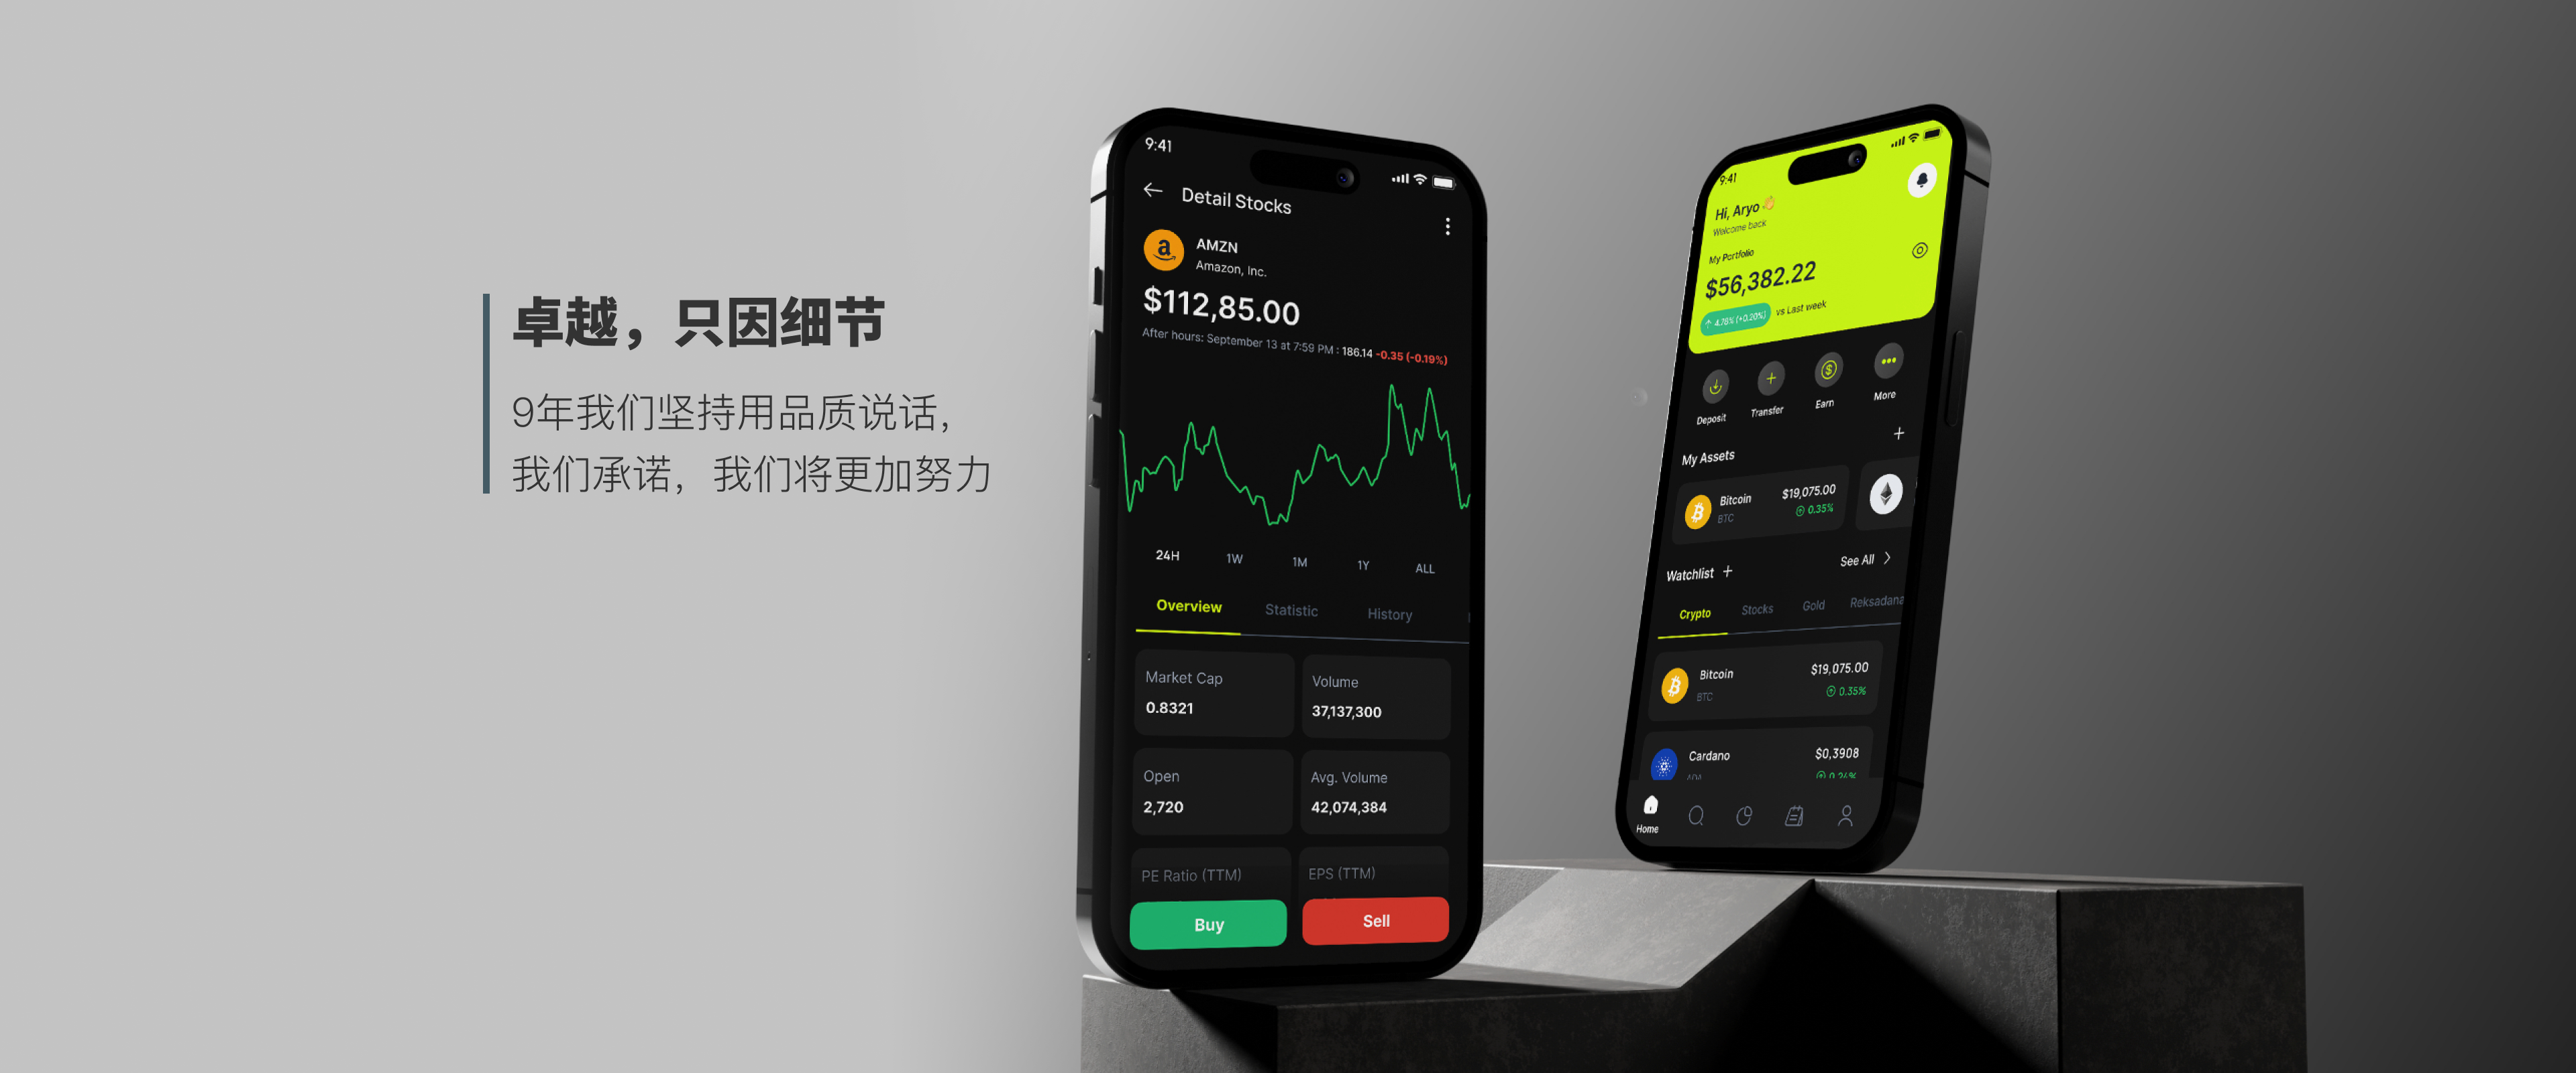 卓越，只因细节
9年我们坚持用品质说话，
我们承诺，我们将更加努力
9:41
Detail Stocks
AMZN
Amazon, Inc.
$112,85.00
After hours: September 13 at 7:59 PM : 186.14 -0.35 (-0.19%)
24H 1W 1M 1Y ALL
Overview Statistic History
Market Cap Volume
0.8321 37,137,300
Open Avg. Volume
2,720 42,074,384
PE Ratio (TTM) EPS (TTM)
Buy Sell
9:41
Hi, Aryo 👋
Welcome back
My Portfolio
$56,382.22
4.76% (+0.20%) vs Last week
Deposit Transfer Earn More
My Assets +
Bitcoin $19,075.00
BTC 0.35%
Watchlist + See All
Crypto Stocks Gold Reksadana
Bitcoin $19,075.00
BTC 0.35%
Cardano $0,3908
Home